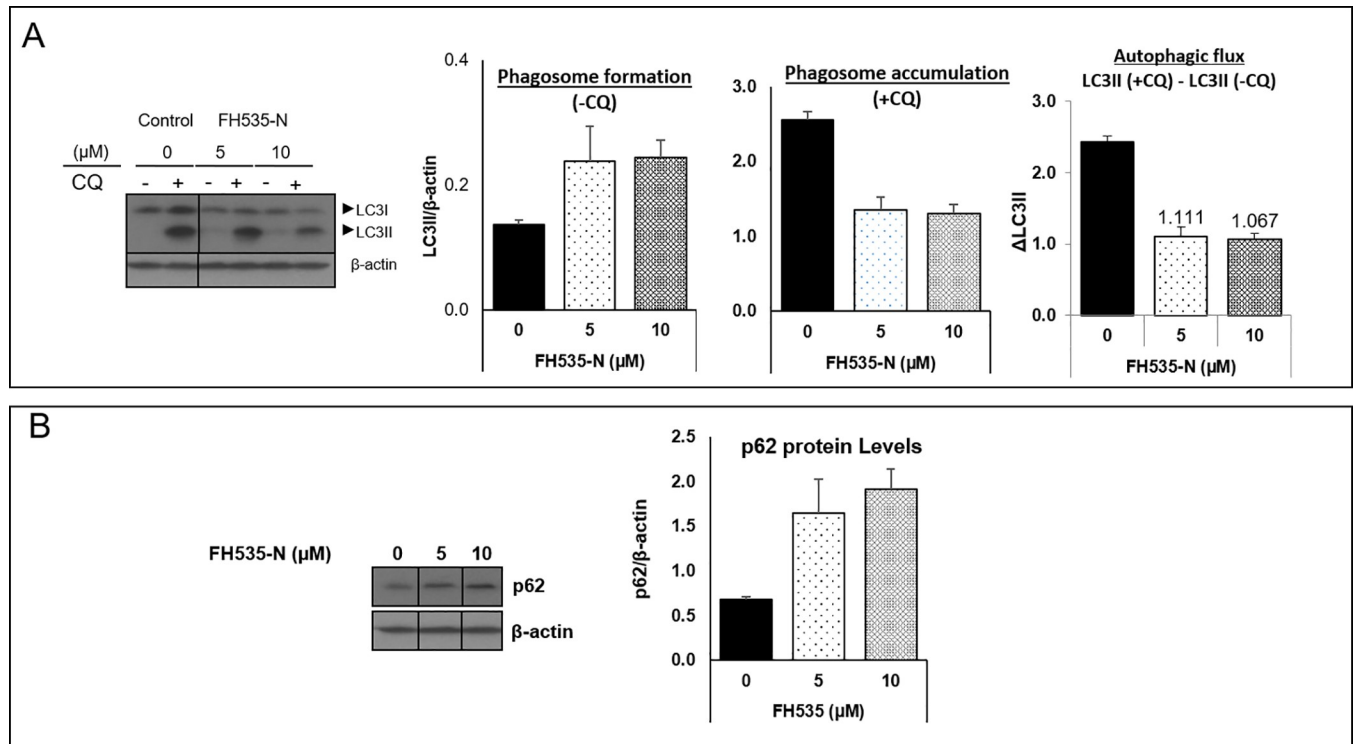 A
Control FH535-N
(µM) 0 5 10
CQ - + - + - +
▶LC3I
▶LC3II
β-actin
Phagosome formation
(-CQ)
0.4
0.2
0.0
LC3II/β-actin
0 5 10
FH535-N (µM)
Phagosome accumulation
(+CQ)
3.0
2.0
1.0
0.0
0 5 10
FH535-N (µM)
Autophagic flux
LC3II (+CQ) - LC3II (-CQ)
3.0
2.0
1.0
0.0
ΔLC3II
1.111
1.067
0 5 10
FH535-N (µM)
B
FH535-N (µM) 0 5 10
p62
β-actin
p62 protein Levels
2.5
2.0
1.5
1.0
0.5
0.0
p62/β-actin
0 5 10
FH535 (µM)